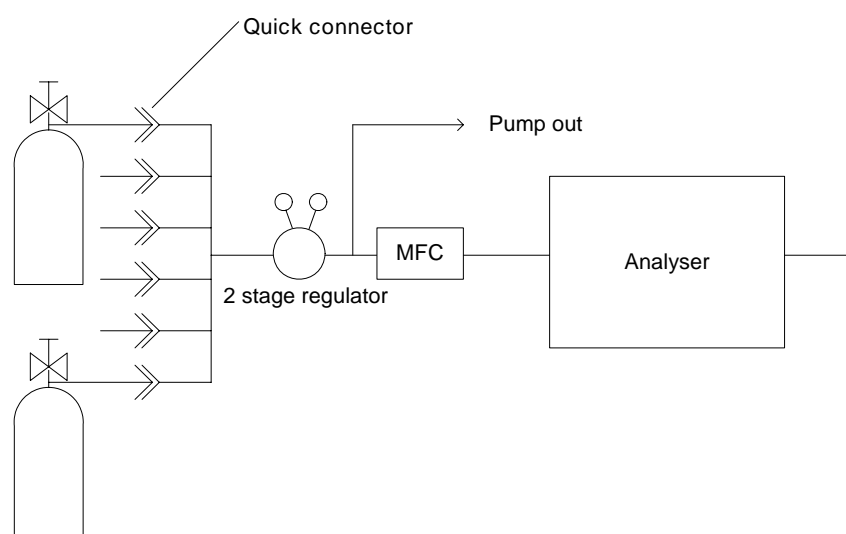 Quick connector
Pump out
MFC
Analyser
2 stage regulator